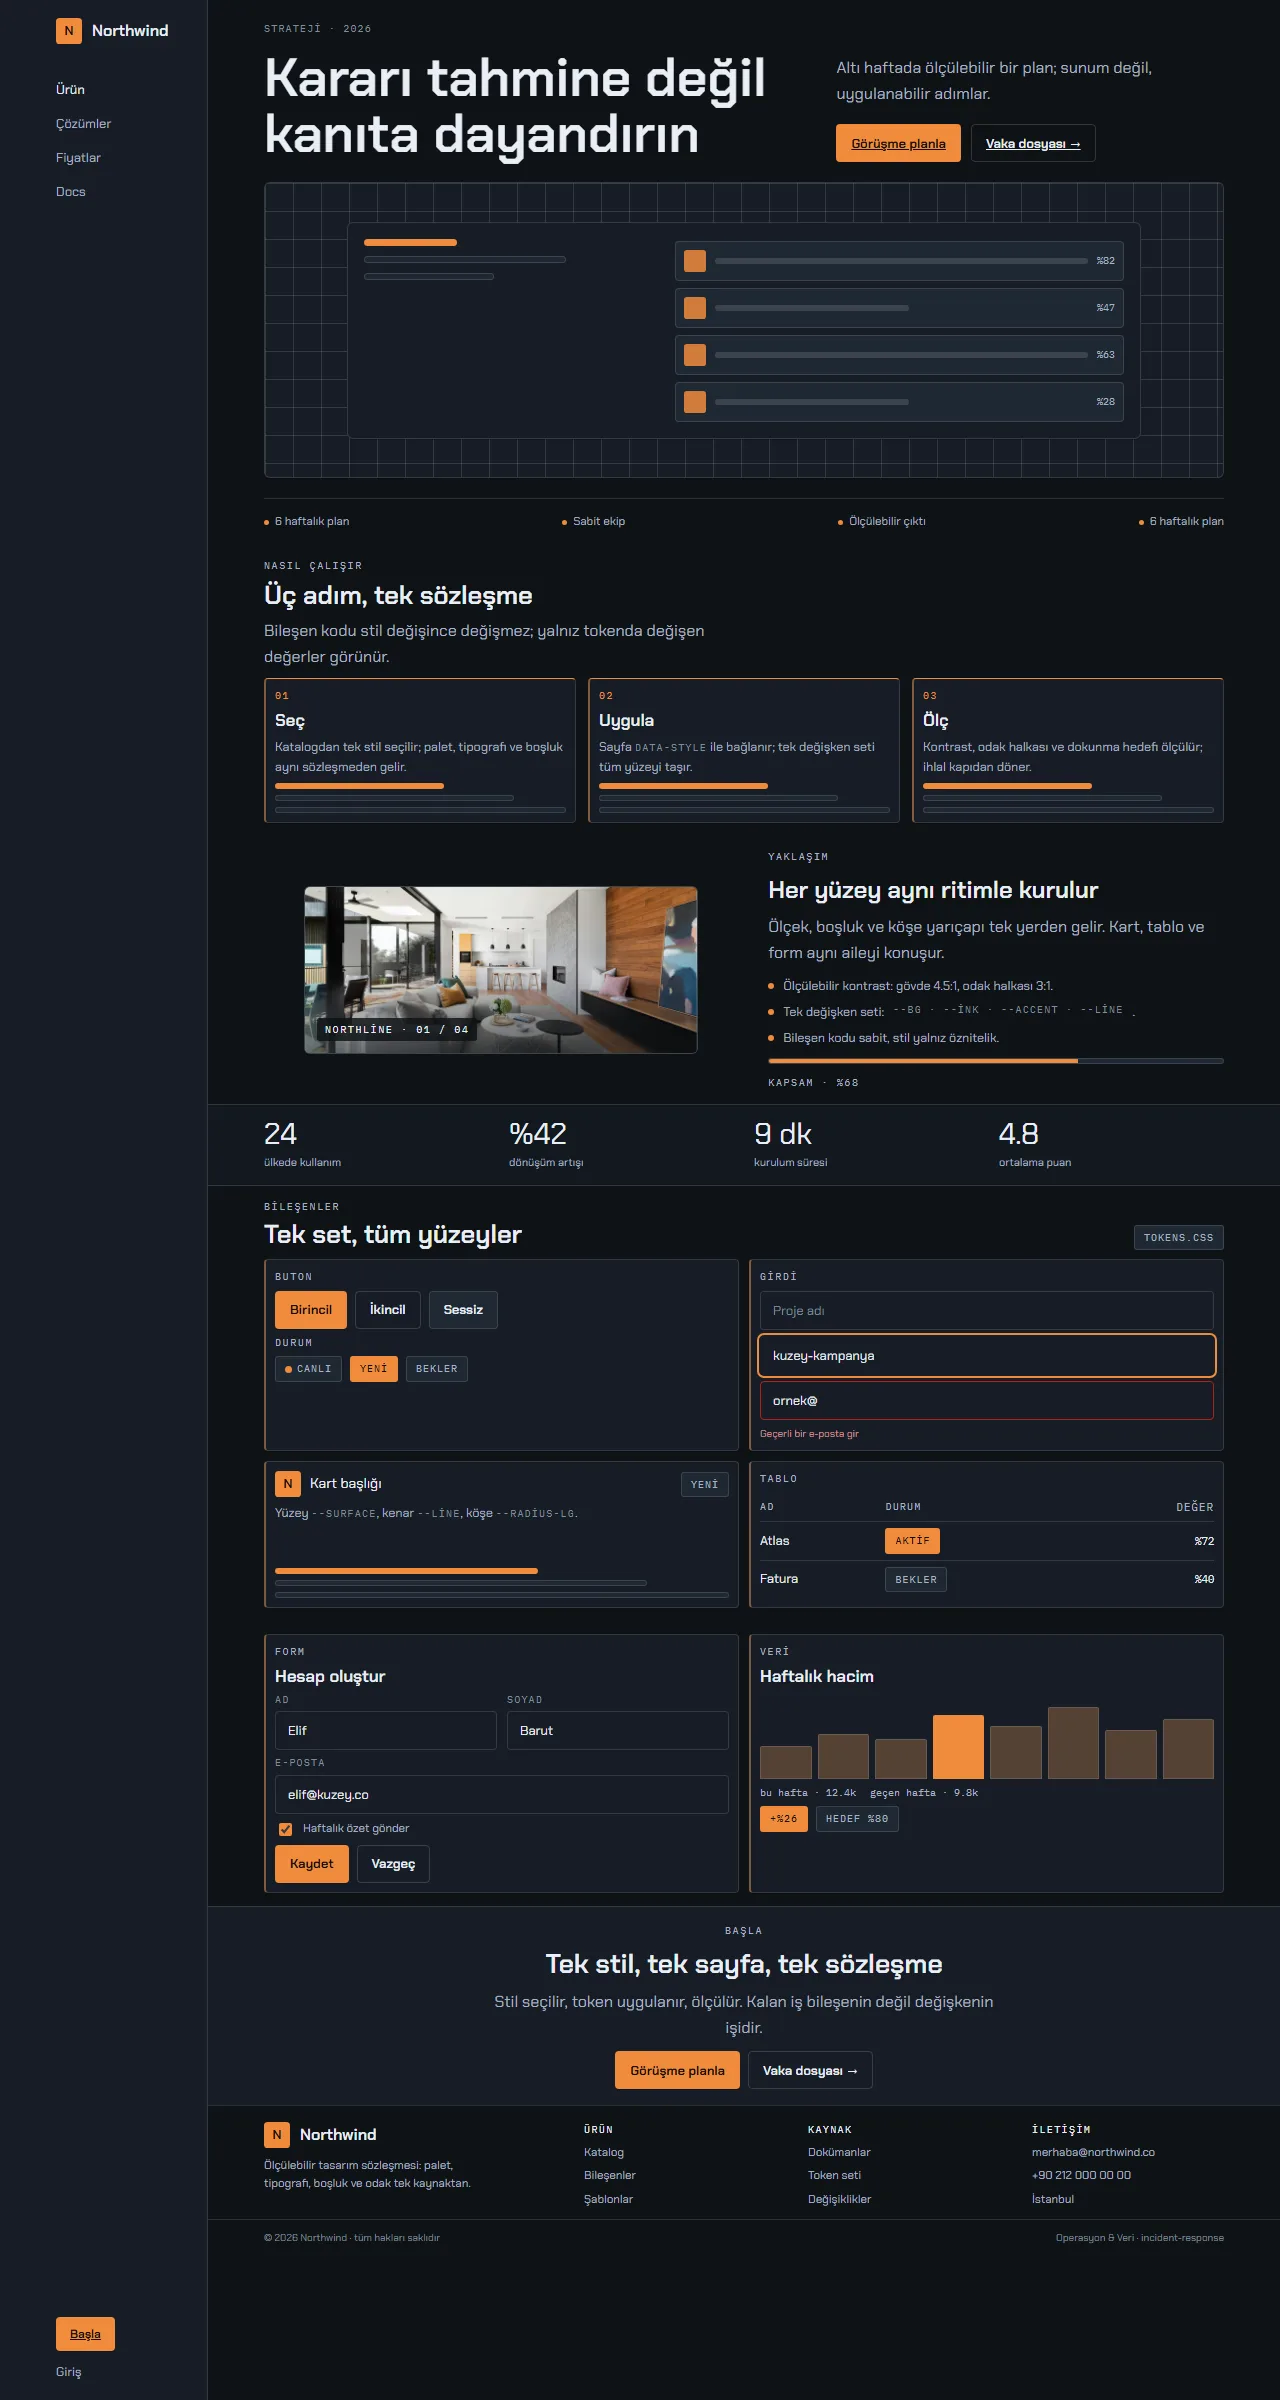 N Northwind
Ürün
Çözümler
Fiyatlar
Docs
STRATEJİ · 2026
Kararı tahmine değil
kanıta dayandırın
Altı haftada ölçülebilir bir plan; sunum değil,
uygulanabilir adımlar.
Görüşme planla
Vaka dosyası →
%82
%47
%63
%28
6 haftalık plan
Sabit ekip
Ölçülebilir çıktı
6 haftalık plan
NASIL ÇALIŞIR
Üç adım, tek sözleşme
Bileşen kodu stil değişince değişmez; yalnız tokenda değişen
değerler görünür.
01
Seç
Katalogdan tek stil seçilir; palet, tipografi ve boşluk
aynı sözleşmeden gelir.
02
Uygula
Sayfa DATA-STYLE ile bağlanır; tek değişken seti
tüm yüzeyi taşır.
03
Ölç
Kontrast, odak halkası ve dokunma hedefi ölçülür;
ihlal kapıdan döner.
NORTHLİNE · 01 / 04
YAKLAŞIM
Her yüzey aynı ritimle kurulur
Ölçek, boşluk ve köşe yarıçapı tek yerden gelir. Kart, tablo ve
form aynı aileyi konuşur.
Ölçülebilir kontrast: gövde 4.5:1, odak halkası 3:1.
Tek değişken seti: --BG · --İNK · --ACCENT · --LİNE .
Bileşen kodu sabit, stil yalnız öznitelik.
KAPSAM · %68
24
ülkede kullanım
%42
dönüşüm artışı
9 dk
kurulum süresi
4.8
ortalama puan
BİLEŞENLER
Tek set, tüm yüzeyler
TOKENS.CSS
BUTON
Birincil
İkincil
Sessiz
DURUM
CANLI
YENİ
BEKLER
GİRDİ
Proje adı
kuzey-kampanya
ornek@
Geçerli bir e-posta gir
N Kart başlığı
YENİ
Yüzey --SURFACE, kenar --LİNE, köşe --RADİUS-LG.
TABLO
AD DURUM DEĞER
Atlas AKTİF %72
Fatura BEKLER %40
FORM
Hesap oluştur
AD
SOYAD
Elif
Barut
E-POSTA
elif@kuzey.co
Haftalık özet gönder
Kaydet
Vazgeç
VERİ
Haftalık hacim
bu hafta · 12.4k geçen hafta · 9.8k
+%26
HEDEF %80
BAŞLA
Tek stil, tek sayfa, tek sözleşme
Stil seçilir, token uygulanır, ölçülür. Kalan iş bileşenin değil değişkenin
işidir.
Görüşme planla
Vaka dosyası →
N Northwind
Ölçülebilir tasarım sözleşmesi: palet,
tipografi, boşluk ve odak tek kaynaktan.
ÜRÜN
Katalog
Bileşenler
Şablonlar
KAYNAK
Dokümanlar
Token seti
Değişiklikler
İLETİŞİM
merhaba@northwind.co
+90 212 000 00 00
İstanbul
© 2026 Northwind · tüm hakları saklıdır
Operasyon & Veri · incident-response
Başla
Giriş